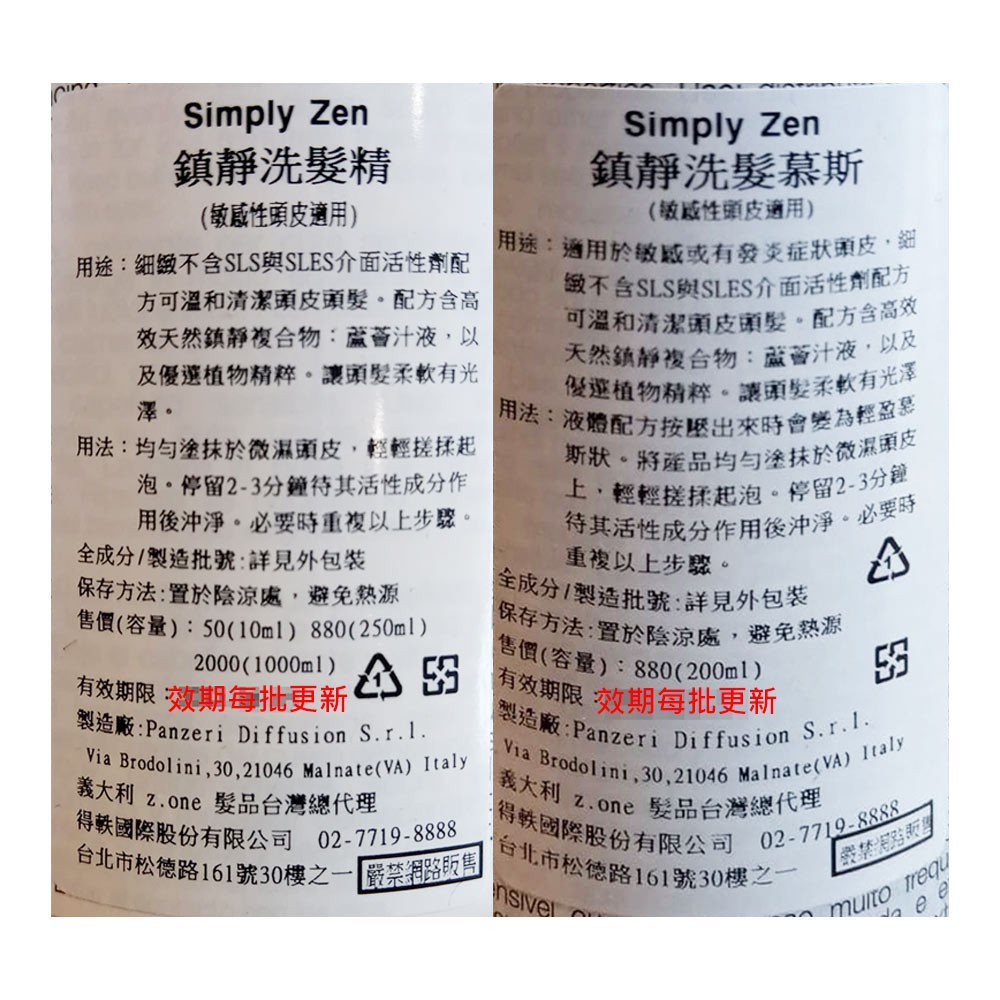 Simply Zen
鎮靜洗髮精
(敏感性頭皮適用)
用途：細緻不含SLS與SLES介面活性劑配
方可溫和清潔頭皮頭髮。配方含高
效天然鎮靜複合物：蘆薈汁液，以
及優選植物精粹。讓頭髮柔軟有光
澤。
用法：均勻塗抹於微濕頭皮，輕輕搓揉起
泡。停留2-3分鐘待其活性成分作
用後沖淨。必要時重複以上步驟。
全成分/製造批號:詳見外包裝
保存方法:置於陰涼處，避免熱源
售價(容量)：50(10ml) 880(250ml)
2000(1000ml)
1
有效期限：效期每批更新
製造廠:Panzeri Diffusion S.r.l.
Via Brodolini,30,21046 Malnate(VA) Italy
義大利 z.one 髮品台灣總代理
得軼國際股份有限公司 02-7719-8888
台北市松德路161號30樓之一 嚴禁網路販售
Simply Zen
鎮靜洗髮慕斯
(敏感性頭皮適用)
用途：適用於敏感或有發炎症狀頭皮，細
緻不含SLS與SLES介面活性劑配方
可溫和清潔頭皮頭髮。配方含高效
天然鎮靜複合物：蘆薈汁液，以及
優選植物精粹。讓頭髮柔軟有光澤
用法：液體配方按壓出來時會變為輕盈慕
斯狀。將產品均勻塗抹於微濕頭皮
上，輕輕搓揉起泡。停留2-3分鐘
待其活性成分作用後沖淨。必要時
重複以上步驟。
1
全成分/製造批號:詳見外包裝
保存方法:置於陰涼處，避免熱源
售價(容量)：880(200ml)
有效期限：效期每批更新
製造廠:Panzeri Diffusion S.r.l.
Via Brodolini,30,21046 Malnate(VA) Italy
義大利 z.one 髮品台灣總代理
得軼國際股份有限公司 02-7719-8888
台北市松德路161號30樓之一 嚴禁網路販售
muito